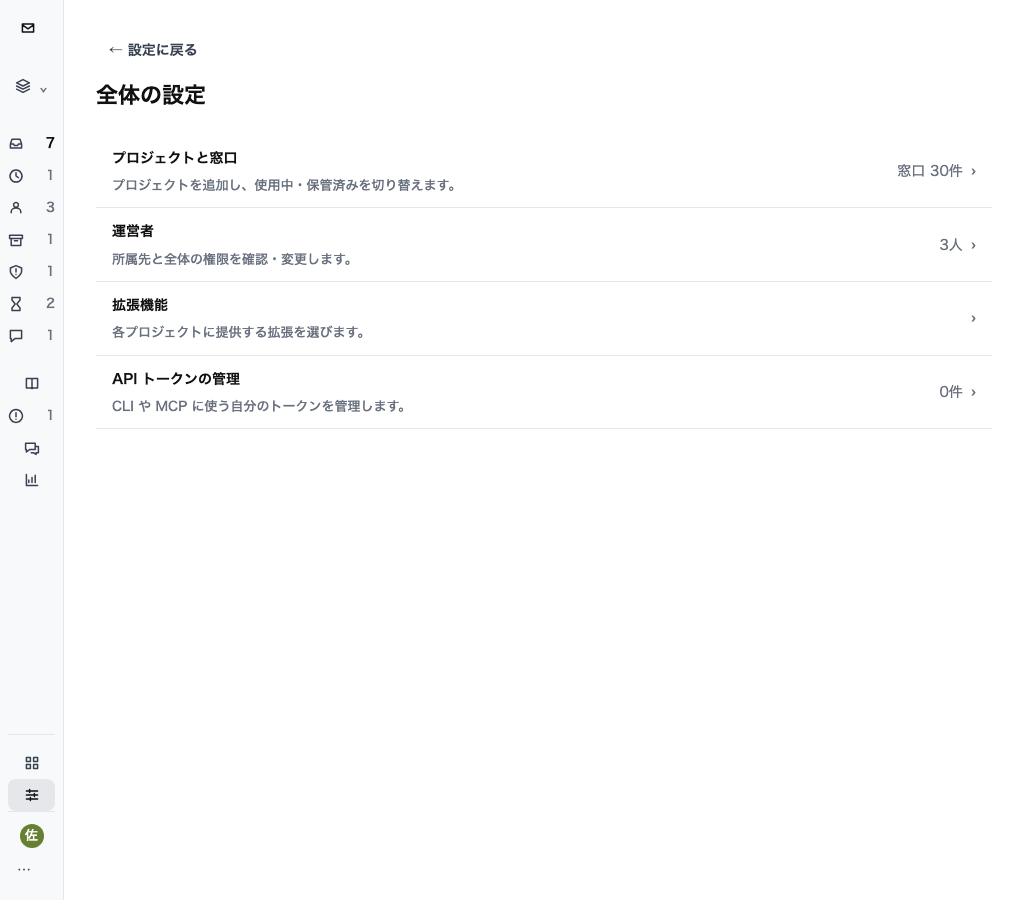 ← 設定に戻る
全体の設定
7
1
3
1
1
2
1
1
プロジェクトと窓口
プロジェクトを追加し、使用中・保管済みを切り替えます。
窓口 30件 ›
運営者
所属先と全体の権限を確認・変更します。
3人 ›
拡張機能
各プロジェクトに提供する拡張を選びます。
›
API トークンの管理
CLI や MCP に使う自分のトークンを管理します。
0件 ›
佐
…